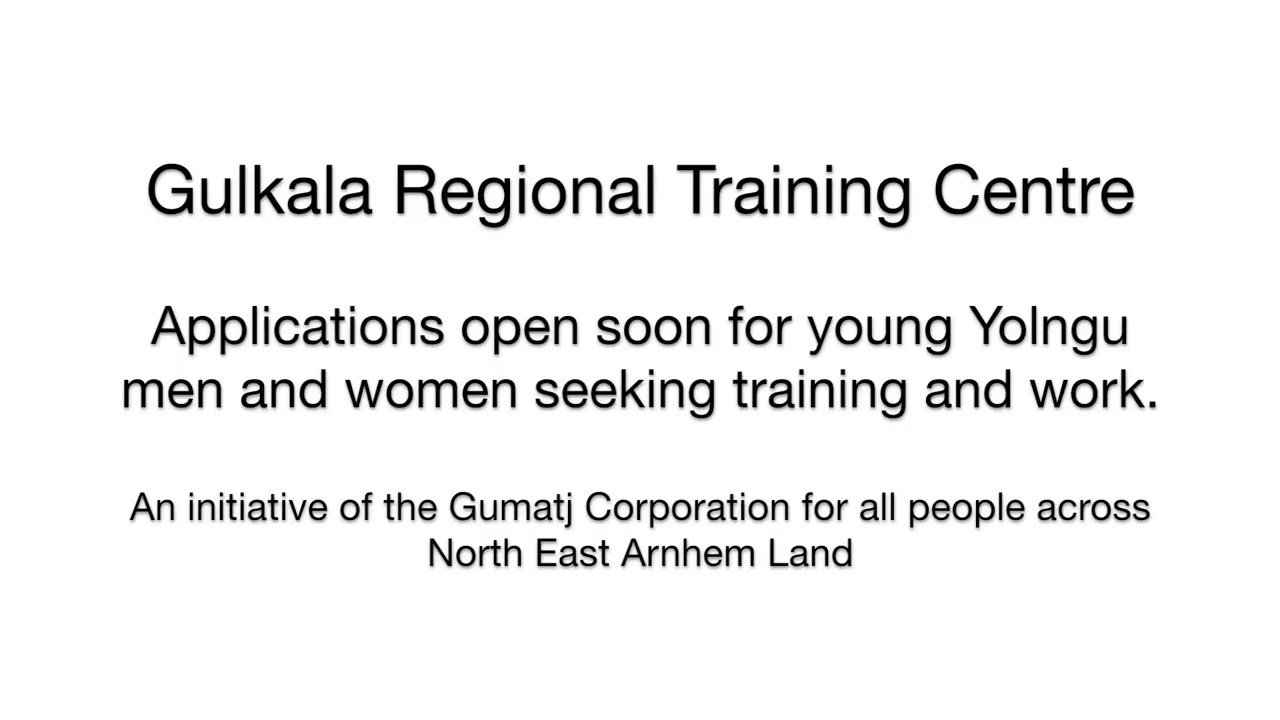 Gulkala Regional Training Centre
Applications open soon for young Yolngu
men and women seeking training and work.
An initiative of the Gumatj Corporation for all people across
North East Arnhem Land